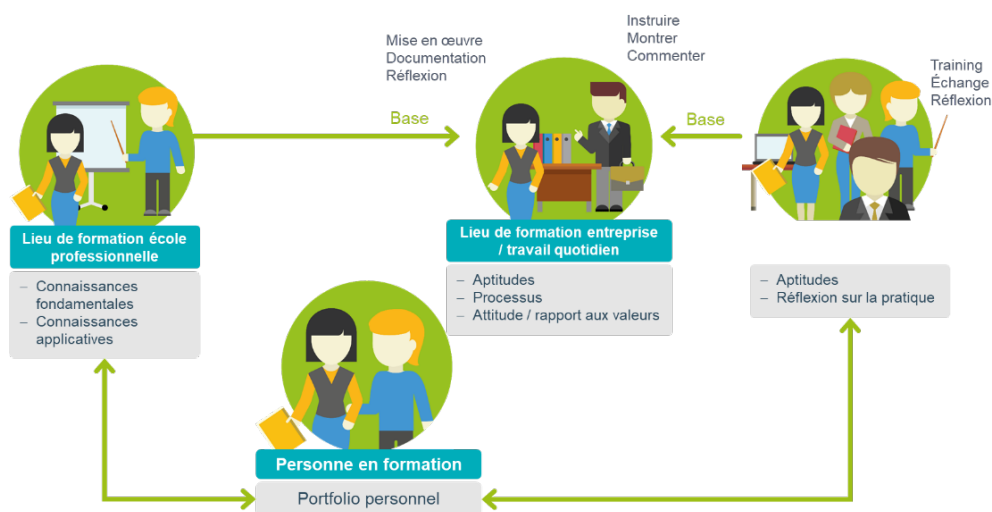 Mise en œuvre
Documentation
Réflexion
Instruire
Montrer
Commenter
Training
Échange
Réflexion
Base
Base
Lieu de formation école
professionnelle
– Connaissances
fondamentales
– Connaissances
applicatives
Lieu de formation entreprise
/ travail quotidien
– Aptitudes
– Processus
– Attitude / rapport aux valeurs
– Aptitudes
– Réflexion sur la pratique
Personne en formation
Portfolio personnel